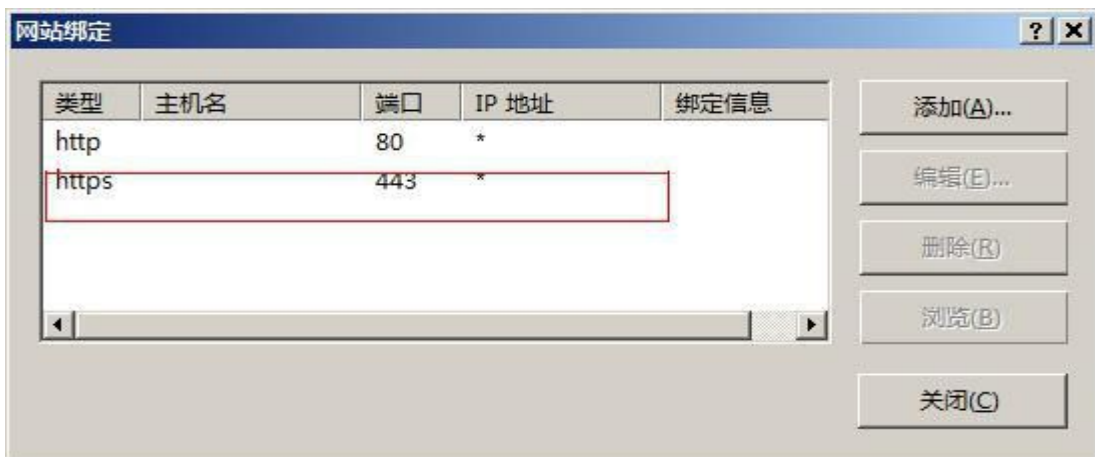 网站绑定
类型 主机名 端口 IP 地址 绑定信息
http 80 *
https 443 *
添加(A)...
编辑(E)...
删除(R)
浏览(B)
关闭(C)